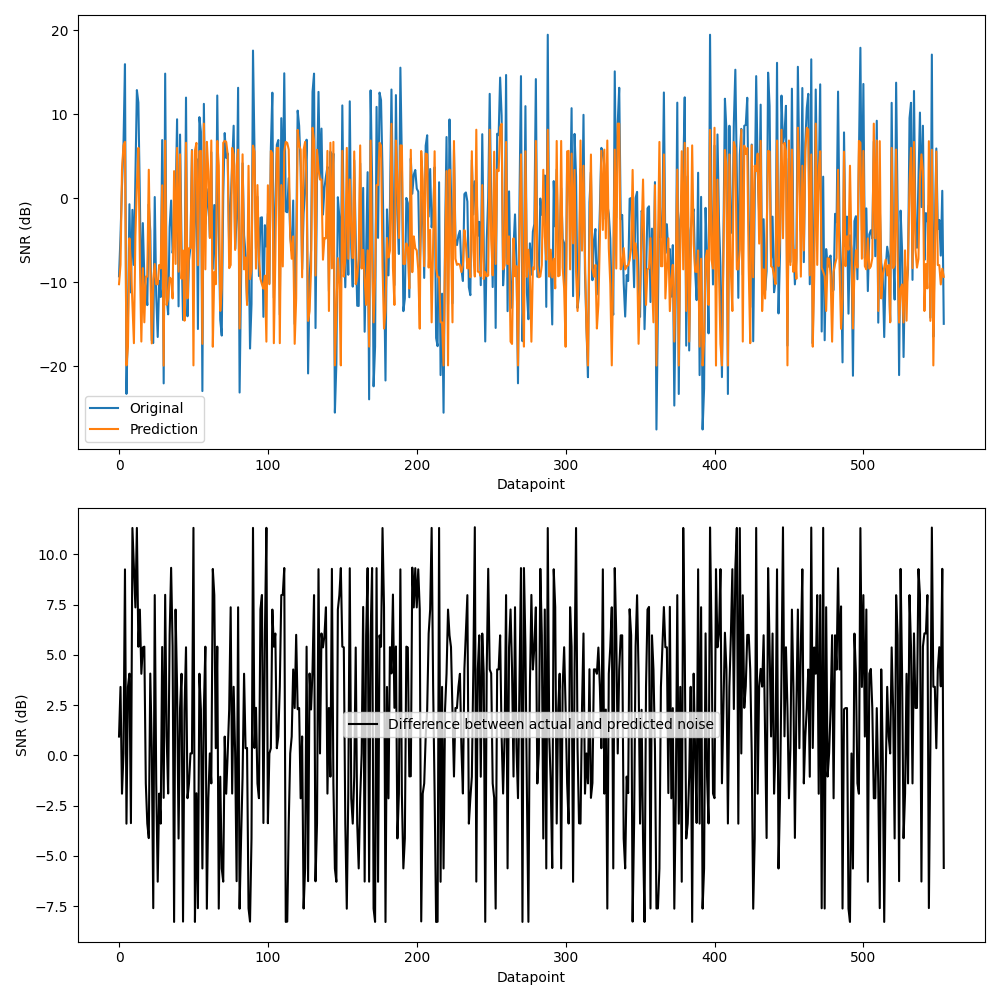 20
10
0
−10
−20
SNR (dB)
Original
Prediction
0 100 200 300 400 500
Datapoint
10.0
7.5
5.0
2.5
0.0
−2.5
−5.0
−7.5
SNR (dB)
Difference between actual and predicted noise
0 100 200 300 400 500
Datapoint